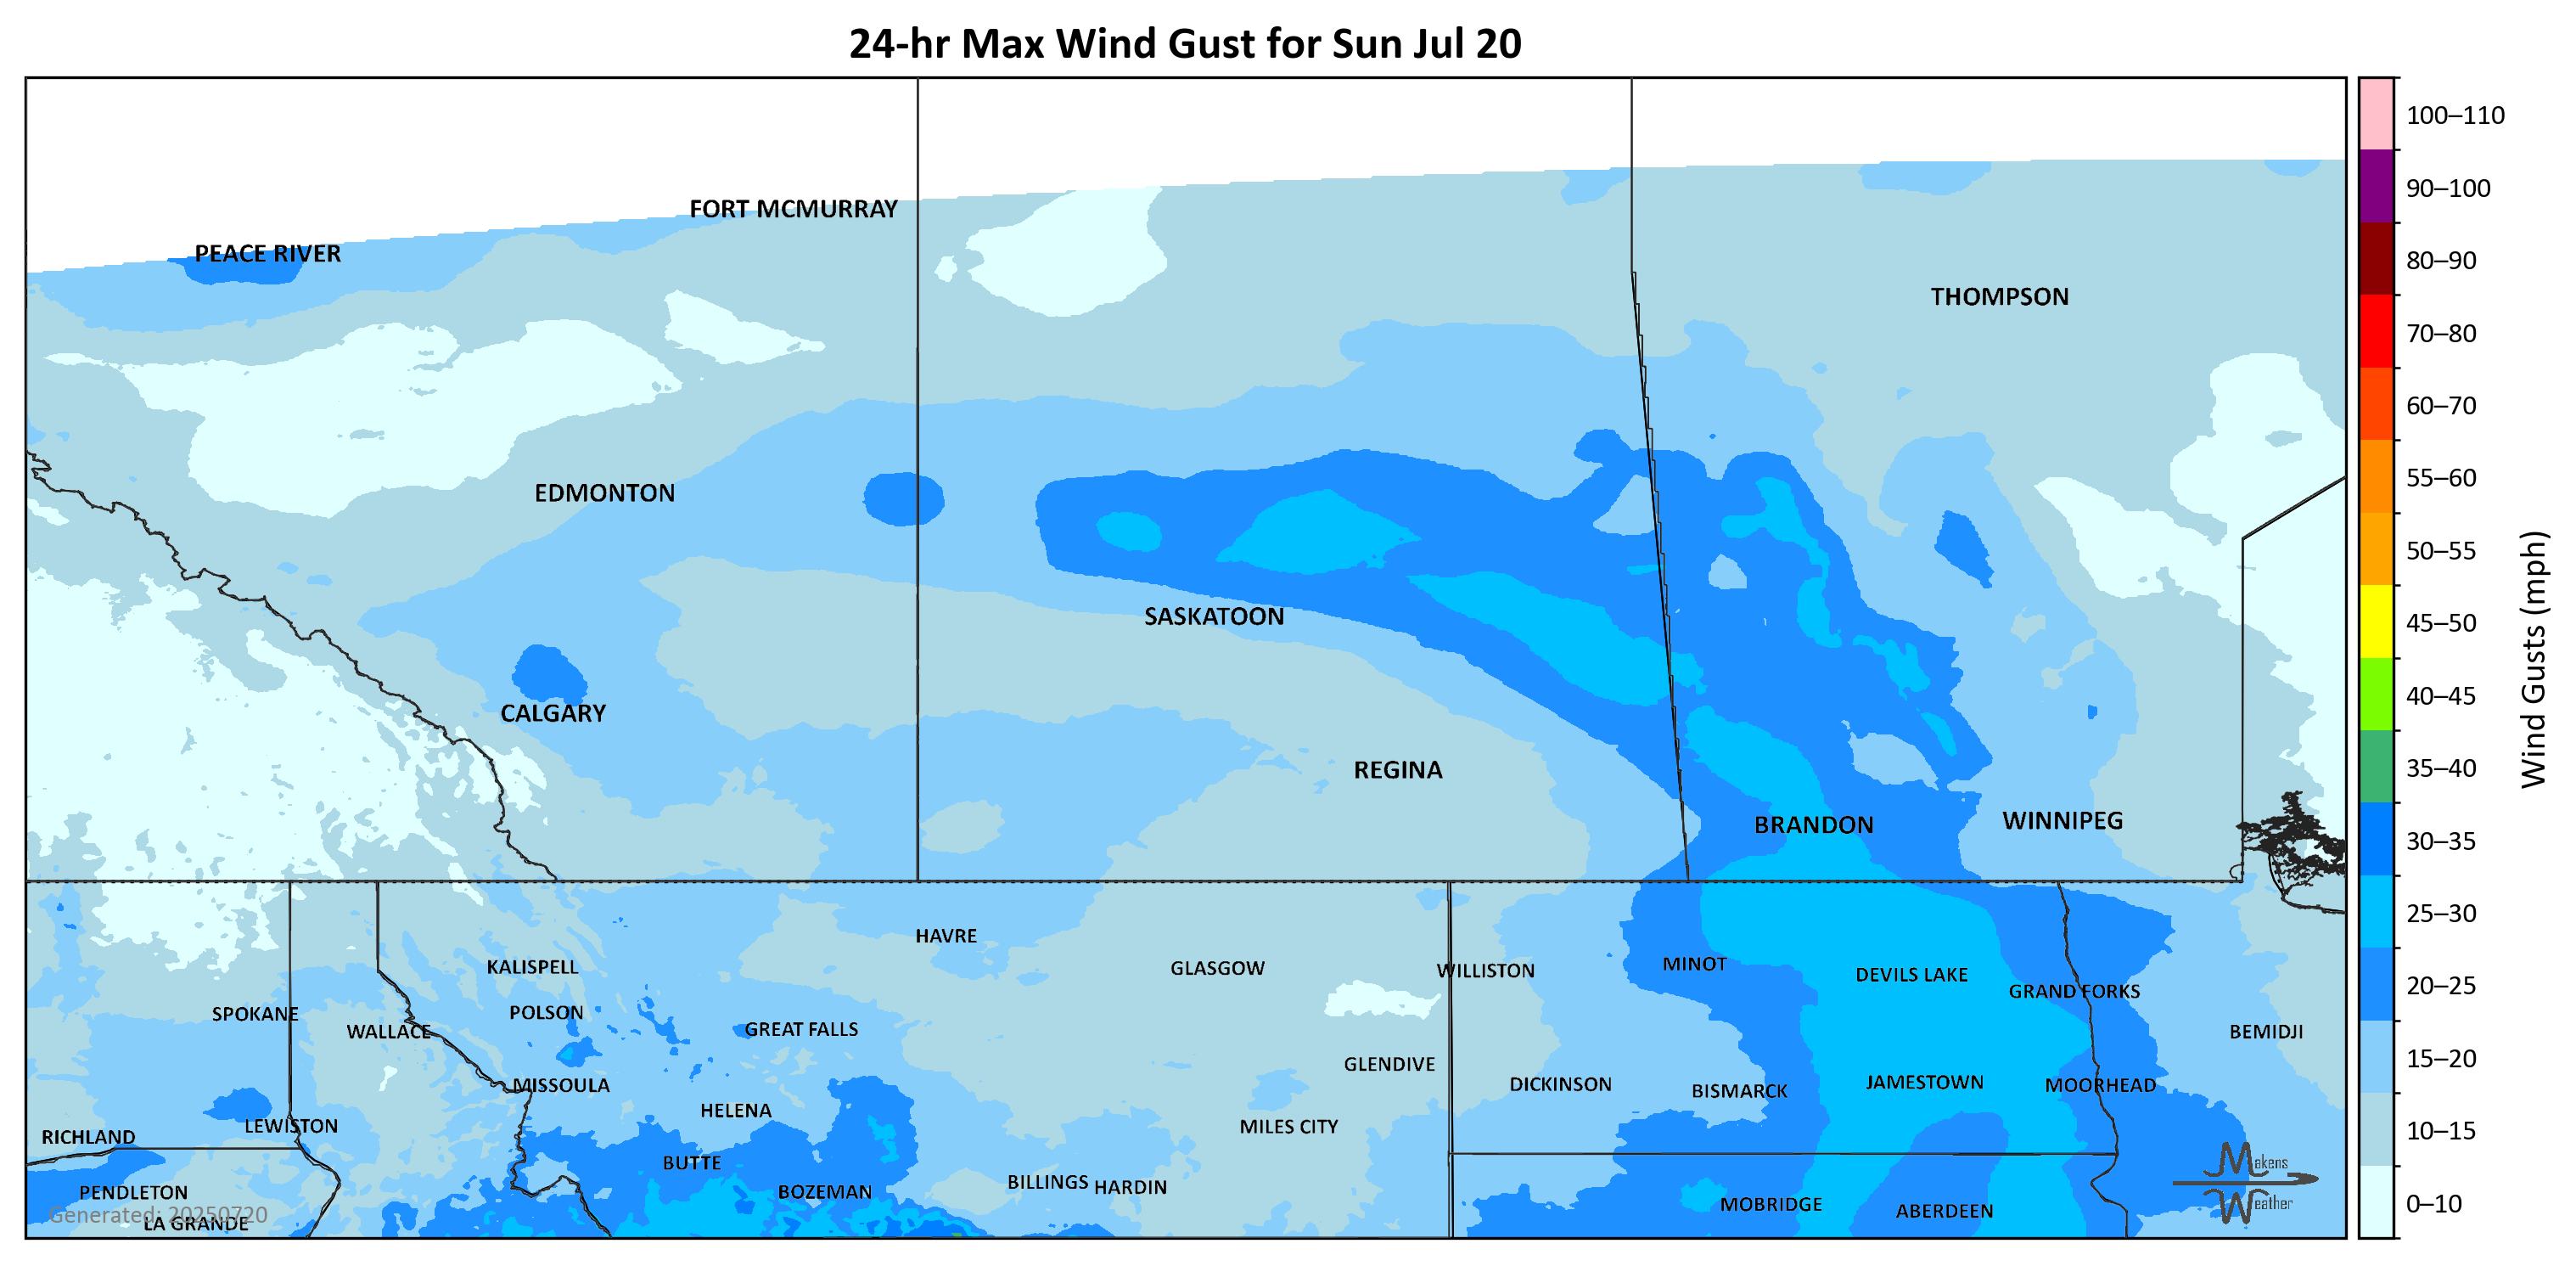 24-hr Max Wind Gust for Sun Jul 20
100–110
90–100
80–90
70–80
60–70
55–60
50–55
45–50
40–45
35–40
30–35
25–30
20–25
15–20
10–15
0–10
Wind Gusts (mph)
FORT MCMURRAY
PEACE RIVER
THOMPSON
EDMONTON
SASKATOON
CALGARY
REGINA
BRANDON
WINNIPEG
HAVRE
KALISPELL
GLASGOW
WILLISTON
MINOT
DEVILS LAKE
GRAND FORKS
SPOKANE
POLSON
WALLACE
GREAT FALLS
BEMIDJI
GLENDIVE
MISSOULA
DICKINSON
BISMARCK
JAMESTOWN
MOORHEAD
HELENA
LEWISTON
MILES CITY
RICHLAND
BUTTE
PENDLETON
BOZEMAN
BILLINGS
HARDIN
MOBRIDGE
ABERDEEN
Generated: 20250720
LA GRANDE
Makens
Weather